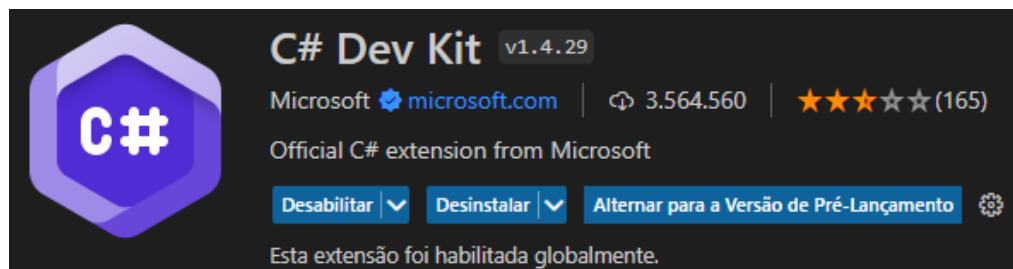 C#
C# Dev Kit v1.4.29
Microsoft microsoft.com 3.564.560 (165)
Official C# extension from Microsoft
Desabilitar Desinstalar Alternar para a Versão de Pré-Lançamento
Esta extensão foi habilitada globalmente.